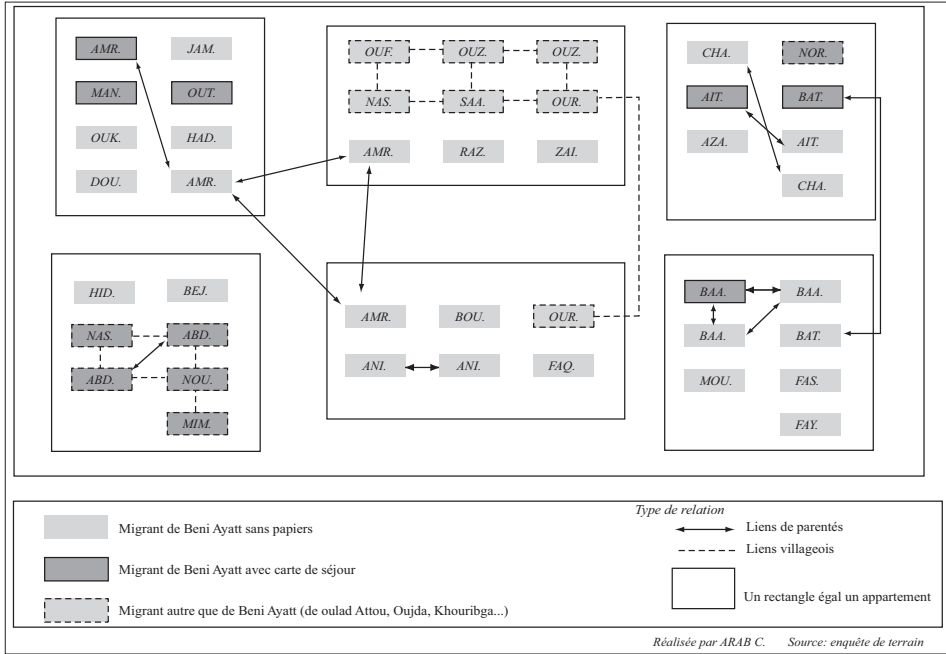 AMR. JAM.
MAN. OUT.
OUK. HAD.
DOU. AMR.
OUF. OUZ. OUZ.
NAS. SAA. OUR.
AMR. RAZ. ZAI.
CHA. NOR.
AIT. BAT.
AZA. AIT.
CHA.
HID. BEJ.
NAS. ABD.
ABD. NOU.
MIM.
AMR. BOU. OUR.
ANI. ANI. FAQ.
BAA. BAA.
BAA. BAT.
MOU. FAS.
FAY.
Migrant de Beni Ayatt sans papiers
Migrant de Beni Ayatt avec carte de séjour
Migrant autre que de Beni Ayatt (de oulad Attou, Oujda, Khouribga...)
Type de relation
Liens de parentés
Liens villageois
Un rectangle égal un appartement
Réalisée par ARAB C. Source: enquête de terrain